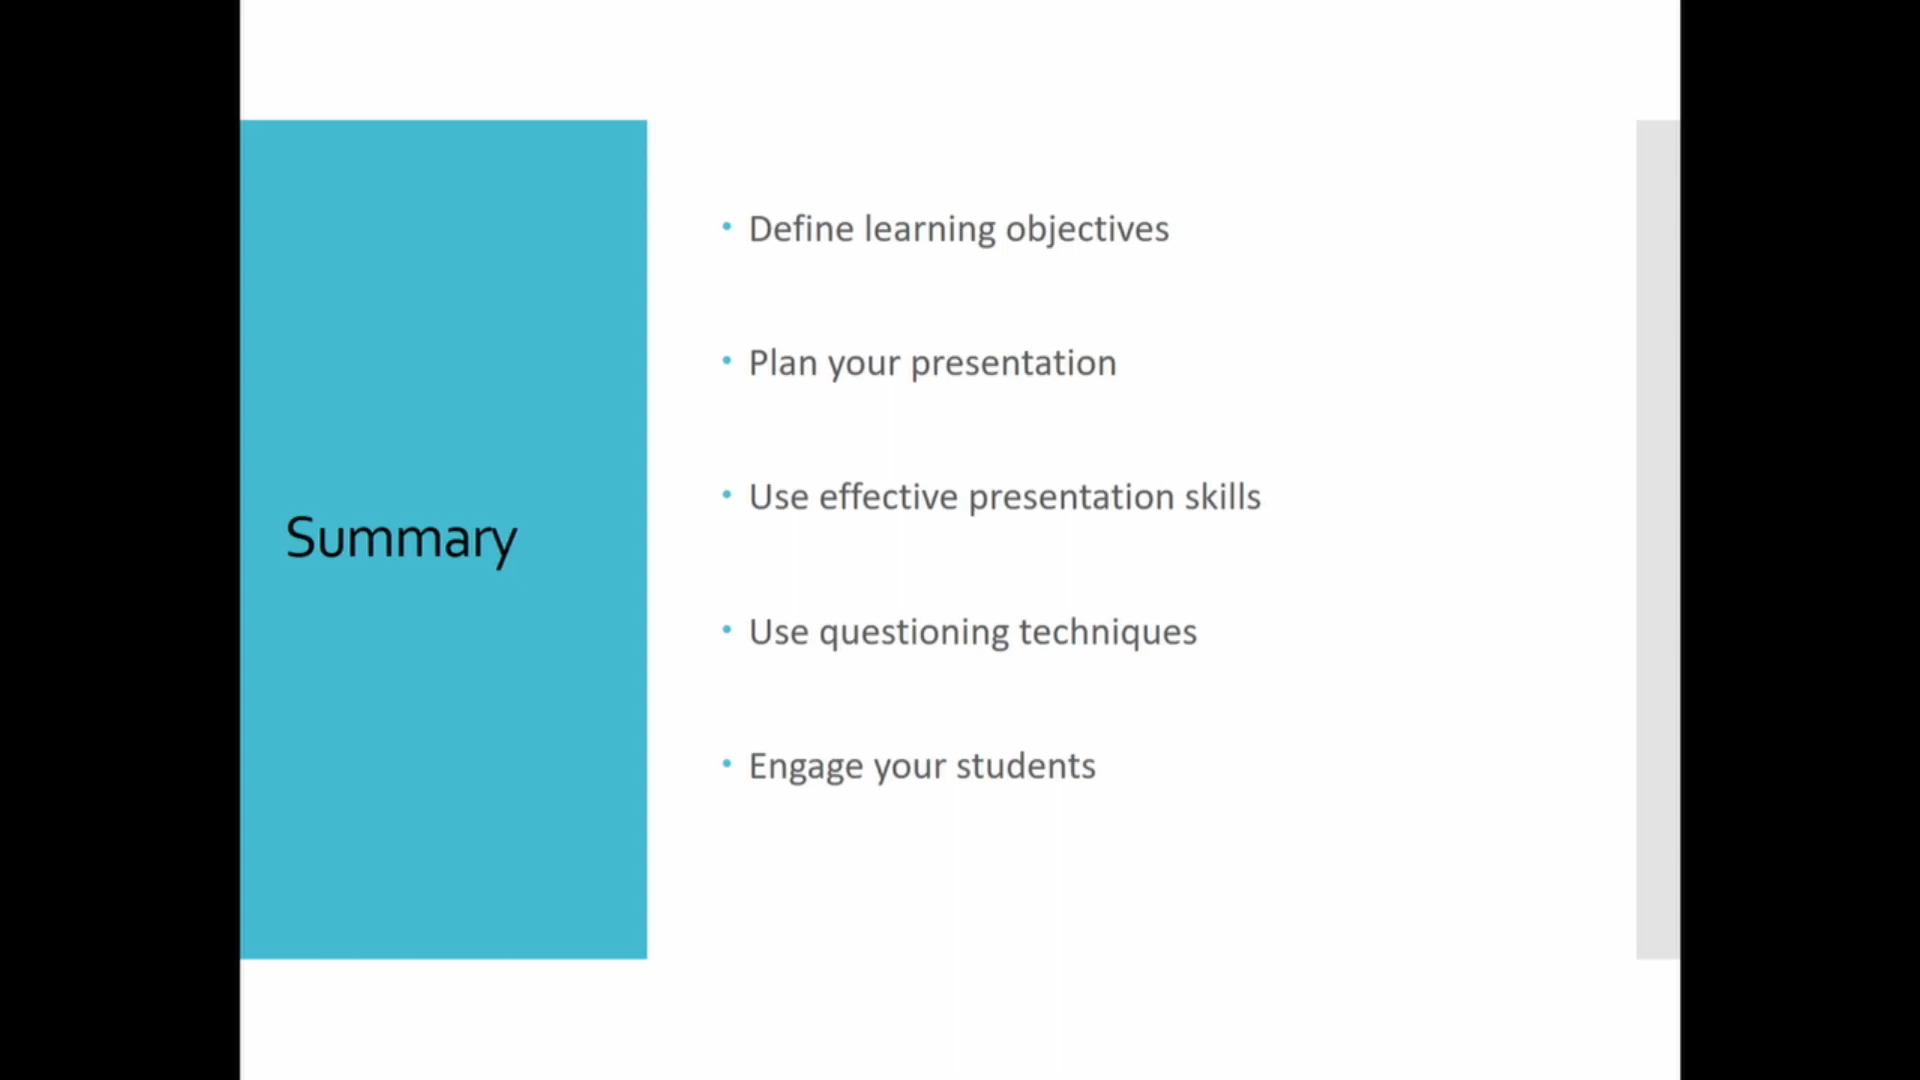 Summary
• Define learning objectives
• Plan your presentation
• Use effective presentation skills
• Use questioning techniques
• Engage your students